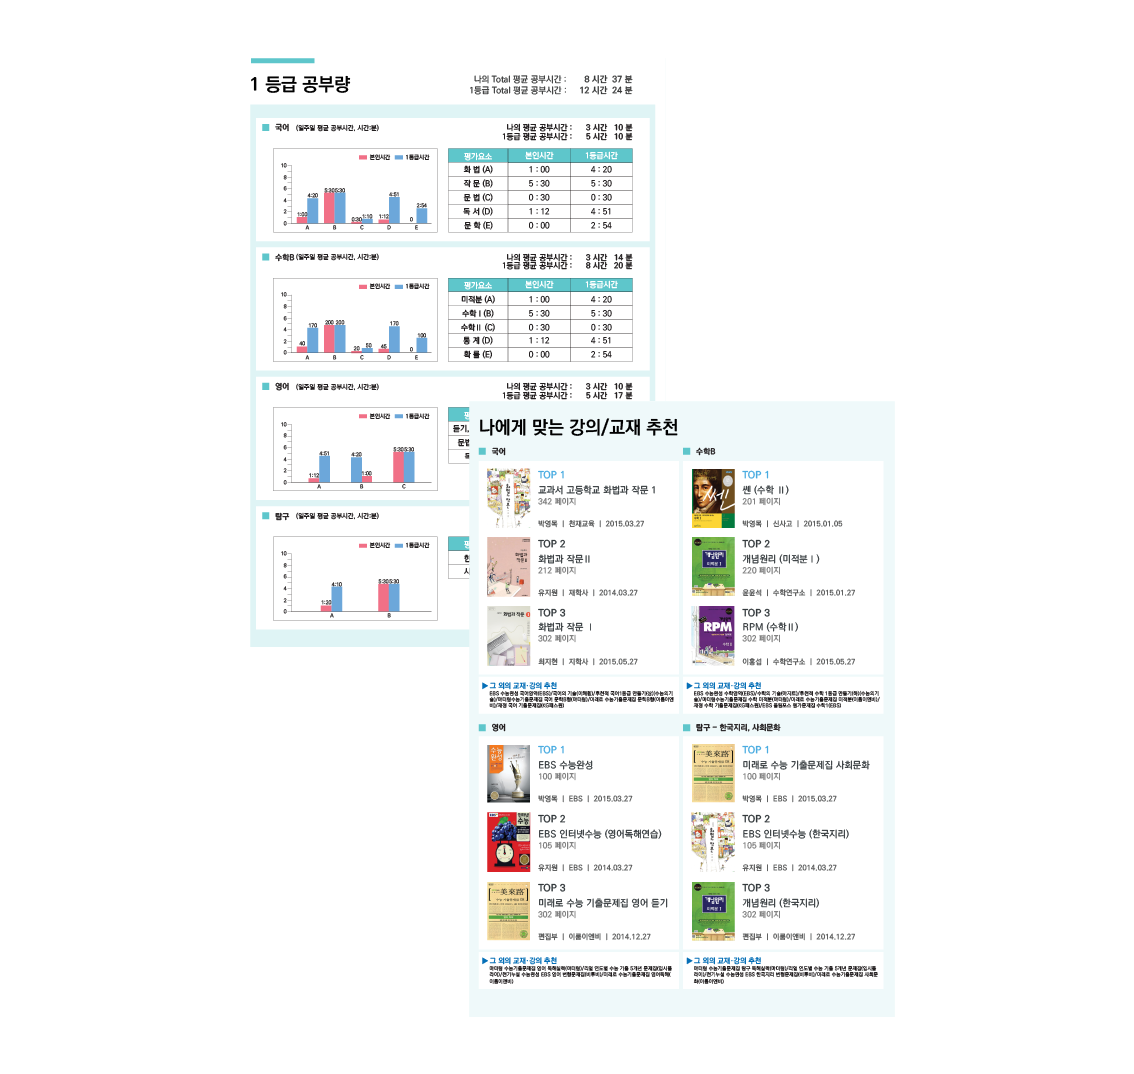 1 등급 공부량
나의 Total 평균 공부시간 : 8 시간 37 분
1등급 Total 평균 공부시간 : 12 시간 24 분
국어 (일주일 평균 공부시간, 시간:분)
나의 평균 공부시간 : 3 시간 10 분
1등급 평균 공부시간 : 5 시간 10 분
본인시간 1등급시간
10
8
6
4
2
0
1:00 4:20 5:30 5:30 0:30 1:10 1:12 4:51 0 2:54
A B C D E
평가요소 본인시간 1등급시간
화 법 (A) 1 : 00 4 : 20
작 문 (B) 5 : 30 5 : 30
문 법 (C) 0 : 30 0 : 30
독 서 (D) 1 : 12 4 : 51
문 학 (E) 0 : 00 2 : 54
수학B (일주일 평균 공부시간, 시간:분)
나의 평균 공부시간 : 3 시간 14 분
1등급 평균 공부시간 : 8 시간 20 분
본인시간 1등급시간
10
8
6
4
2
0
40 170 200 200 20 50 45 170 0 100
A B C D E
평가요소 본인시간 1등급시간
미적분 (A) 1 : 00 4 : 20
수학Ⅰ(B) 5 : 30 5 : 30
수학Ⅱ (C) 0 : 30 0 : 30
통 계 (D) 1 : 12 4 : 51
확 률 (E) 0 : 00 2 : 54
영어 (일주일 평균 공부시간, 시간:분)
나의 평균 공부시간 : 3 시간 10 분
1등급 평균 공부시간 : 5 시간 17 분
본인시간 1등급시간
10
8
6
4
2
0
1:12 4:51 4:20 1:00 5:30 5:30
A B C
듣기,
문법
탐구 (일주일 평균 공부시간, 시간:분)
본인시간 1등급시간
10
8
6
4
2
0
1:20 4:10 5:30 5:30
A B
나에게 맞는 강의/교재 추천
국어
TOP 1
교과서 고등학교 화법과 작문 1
342 페이지
박영목 | 천재교육 | 2015.03.27
TOP 2
화법과 작문Ⅱ
212 페이지
유지원 | 재학사 | 2014.03.27
TOP 3
화법과 작문 Ⅰ
302 페이지
최지현 | 지학사 | 2015.05.27
▶그 외의 교재·강의 추천
수학B
TOP 1
쎈 (수학 Ⅱ)
201 페이지
박영목 | 신사고 | 2015.01.05
TOP 2
개념원리 (미적분Ⅰ)
220 페이지
윤윤석 | 수학연구소 | 2015.01.27
TOP 3
RPM (수학Ⅱ)
302 페이지
이홍섭 | 수학연구소 | 2015.05.27
▶그 외의 교재·강의 추천
영어
TOP 1
EBS 수능완성
100 페이지
박영목 | EBS | 2015.03.27
TOP 2
EBS 인터넷수능 (영어독해연습)
105 페이지
유지원 | EBS | 2014.03.27
TOP 3
미래로 수능 기출문제집 영어 듣기
302 페이지
편집부 | 이룸이앤비 | 2014.12.27
▶그 외의 교재·강의 추천
탐구 - 한국지리, 사회문화
TOP 1
미래로 수능 기출문제집 사회문화
100 페이지
박영목 | EBS | 2015.03.27
TOP 2
EBS 인터넷수능 (한국지리)
105 페이지
유지원 | EBS | 2014.03.27
TOP 3
개념원리 (한국지리)
302 페이지
편집부 | 이룸이앤비 | 2014.12.27
▶그 외의 교재·강의 추천